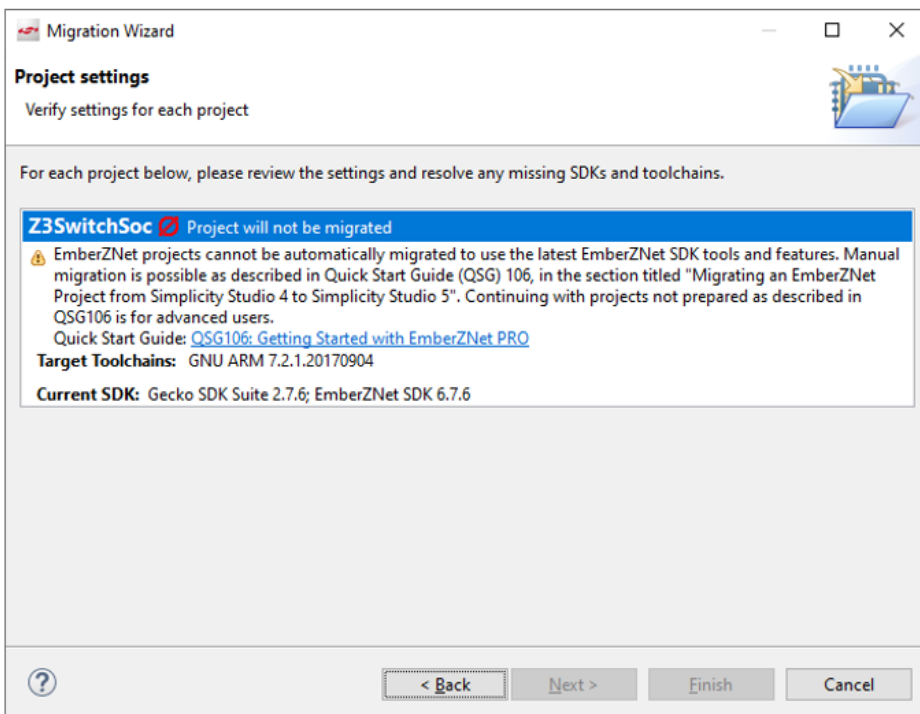 Migration Wizard
Project settings
Verify settings for each project
For each project below, please review the settings and resolve any missing SDKs and toolchains.
Z3SwitchSoc Project will not be migrated
EmberZNet projects cannot be automatically migrated to use the latest EmberZNet SDK tools and features. Manual
migration is possible as described in Quick Start Guide (QSG) 106, in the section titled "Migrating an EmberZNet
Project from Simplicity Studio 4 to Simplicity Studio 5". Continuing with projects not prepared as described in
QSG106 is for advanced users.
Quick Start Guide: QSG106: Getting Started with EmberZNet PRO
Target Toolchains: GNU ARM 7.2.1.20170904
Current SDK: Gecko SDK Suite 2.7.6; EmberZNet SDK 6.7.6
? < Back Next > Finish Cancel